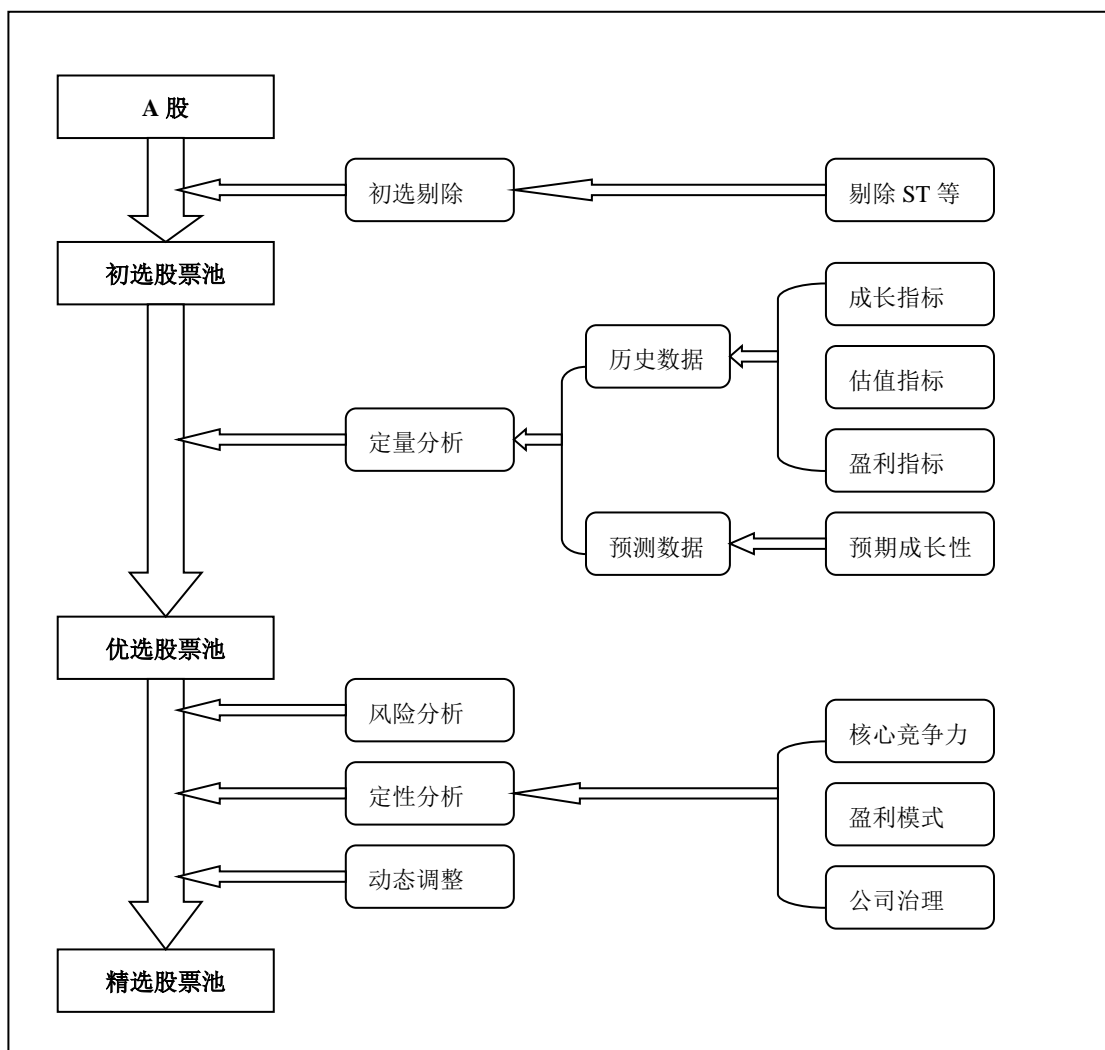 A 股
初选剔除
剔除 ST 等
初选股票池
成长指标
历史数据
估值指标
定量分析
盈利指标
预测数据
预期成长性
优选股票池
风险分析
核心竞争力
定性分析
盈利模式
动态调整
公司治理
精选股票池